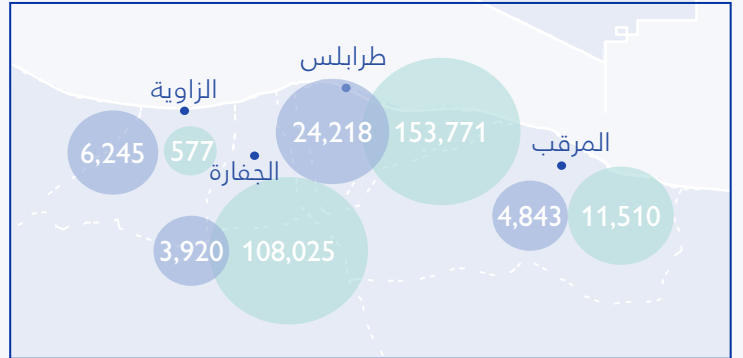 طرابلس
الزاوية
24,218 153,771
المرقب
6,245 577
الجفارة
4,843 11,510
3,920 108,025